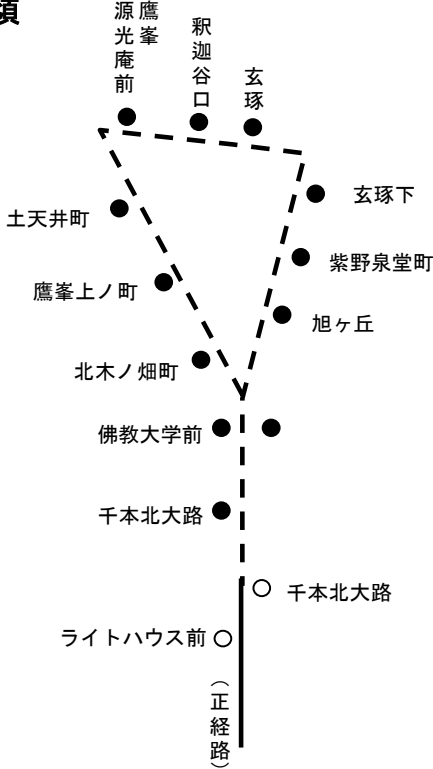 須
鷹峯
源光庵前
釈迦谷口
玄琢
玄琢下
土天井町
紫野泉堂町
鷹峯上ノ町
旭ヶ丘
北木ノ畑町
佛教大学前
千本北大路
千本北大路
ライトハウス前
（正経路）